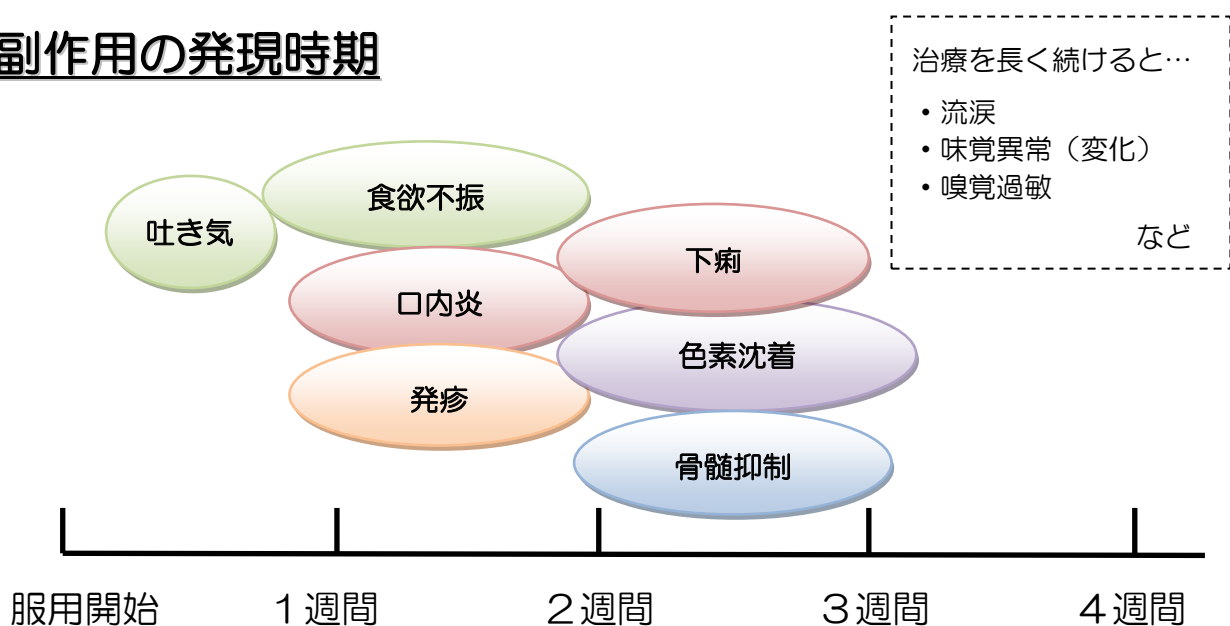 副作用の発現時期
治療を長く続けると…
・流涙
・味覚異常（変化）
・嗅覚過敏
など
吐き気
食欲不振
口内炎
発疹
下痢
色素沈着
骨髄抑制
服用開始
１週間
２週間
３週間
４週間